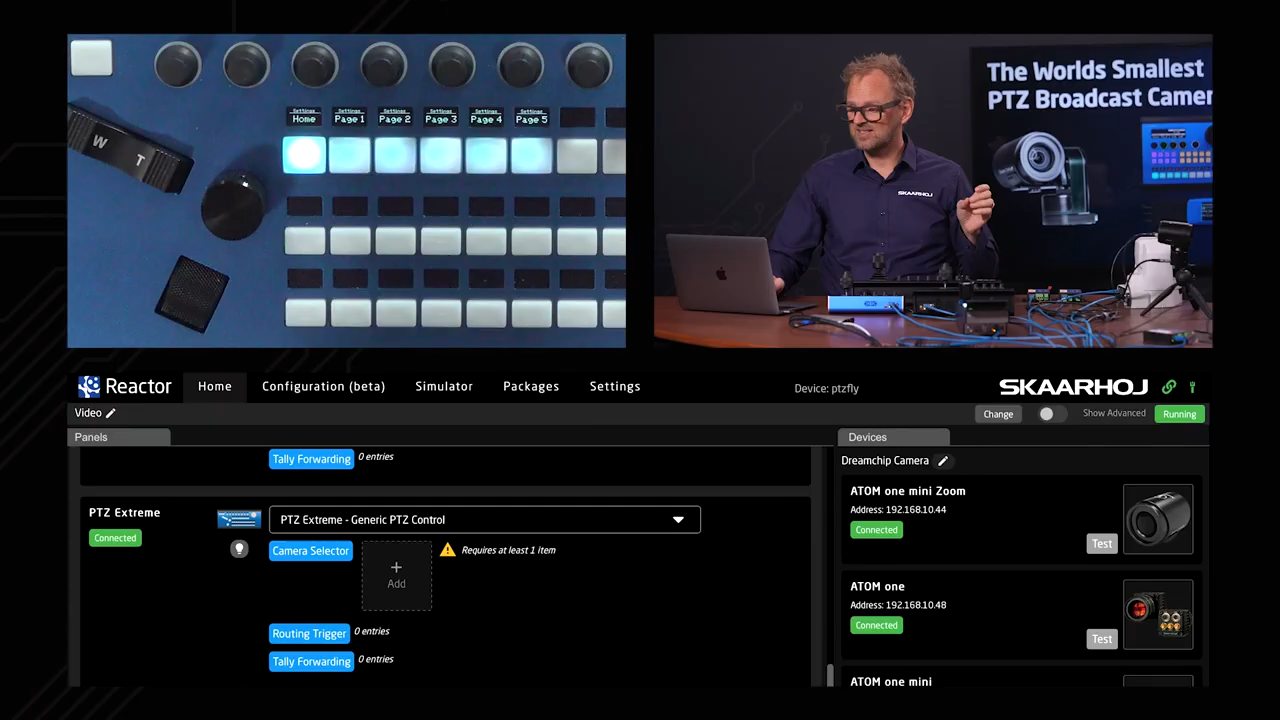 Settings Settings Settings Settings Settings Settings
Home Page 1 Page 2 Page 3 Page 4 Page 5
W T
The Worlds Smallest
PTZ Broadcast Camer
SKAARHOJ
Reactor Home Configuration (beta) Simulator Packages Settings Device: ptzfly SKAARHOJ
Video Change Show Advanced Running
Panels Devices
Tally Forwarding 0 entries
PTZ Extreme
Connected
PTZ Extreme - Generic PTZ Control
Camera Selector
+
Add
Requires at least 1 item
Routing Trigger 0 entries
Tally Forwarding 0 entries
Dreamchip Camera
ATOM one mini Zoom
Address: 192.168.10.44
Connected
Test
ATOM one
Address: 192.168.10.48
Connected
Test
ATOM one mini